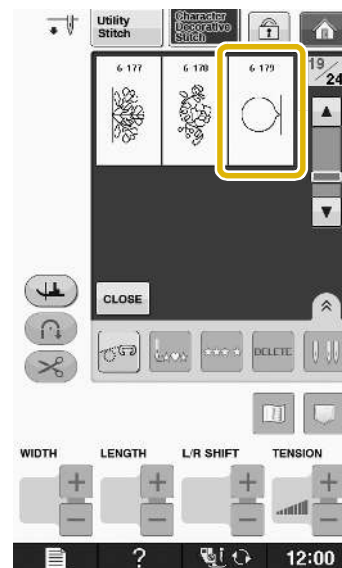 Utility
Stitch
Character
Decorative
Stitch
6-177
6-178
6-179
19
24
CLOSE
DELETE
WIDTH
LENGTH
L/R SHIFT
TENSION
?
12:00